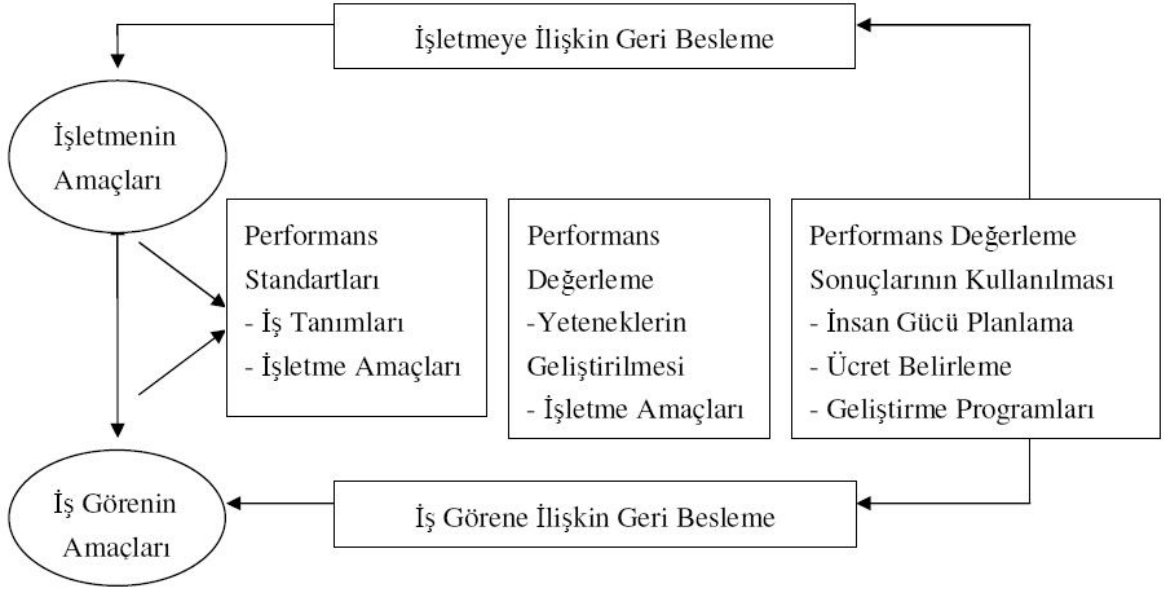 İşletmeye İlişkin Geri Besleme
İşletmenin
Amaçları
Performans
Standartları
- İş Tanımları
- İşletme Amaçları
Performans
Değerleme
-Yeteneklerin
Geliştirilmesi
- İşletme Amaçları
Performans Değerleme
Sonuçlarının Kullanılması
- İnsan Gücü Planlama
- Ücret Belirleme
- Geliştirme Programları
İş Görenin
Amaçları
İş Görene İlişkin Geri Besleme